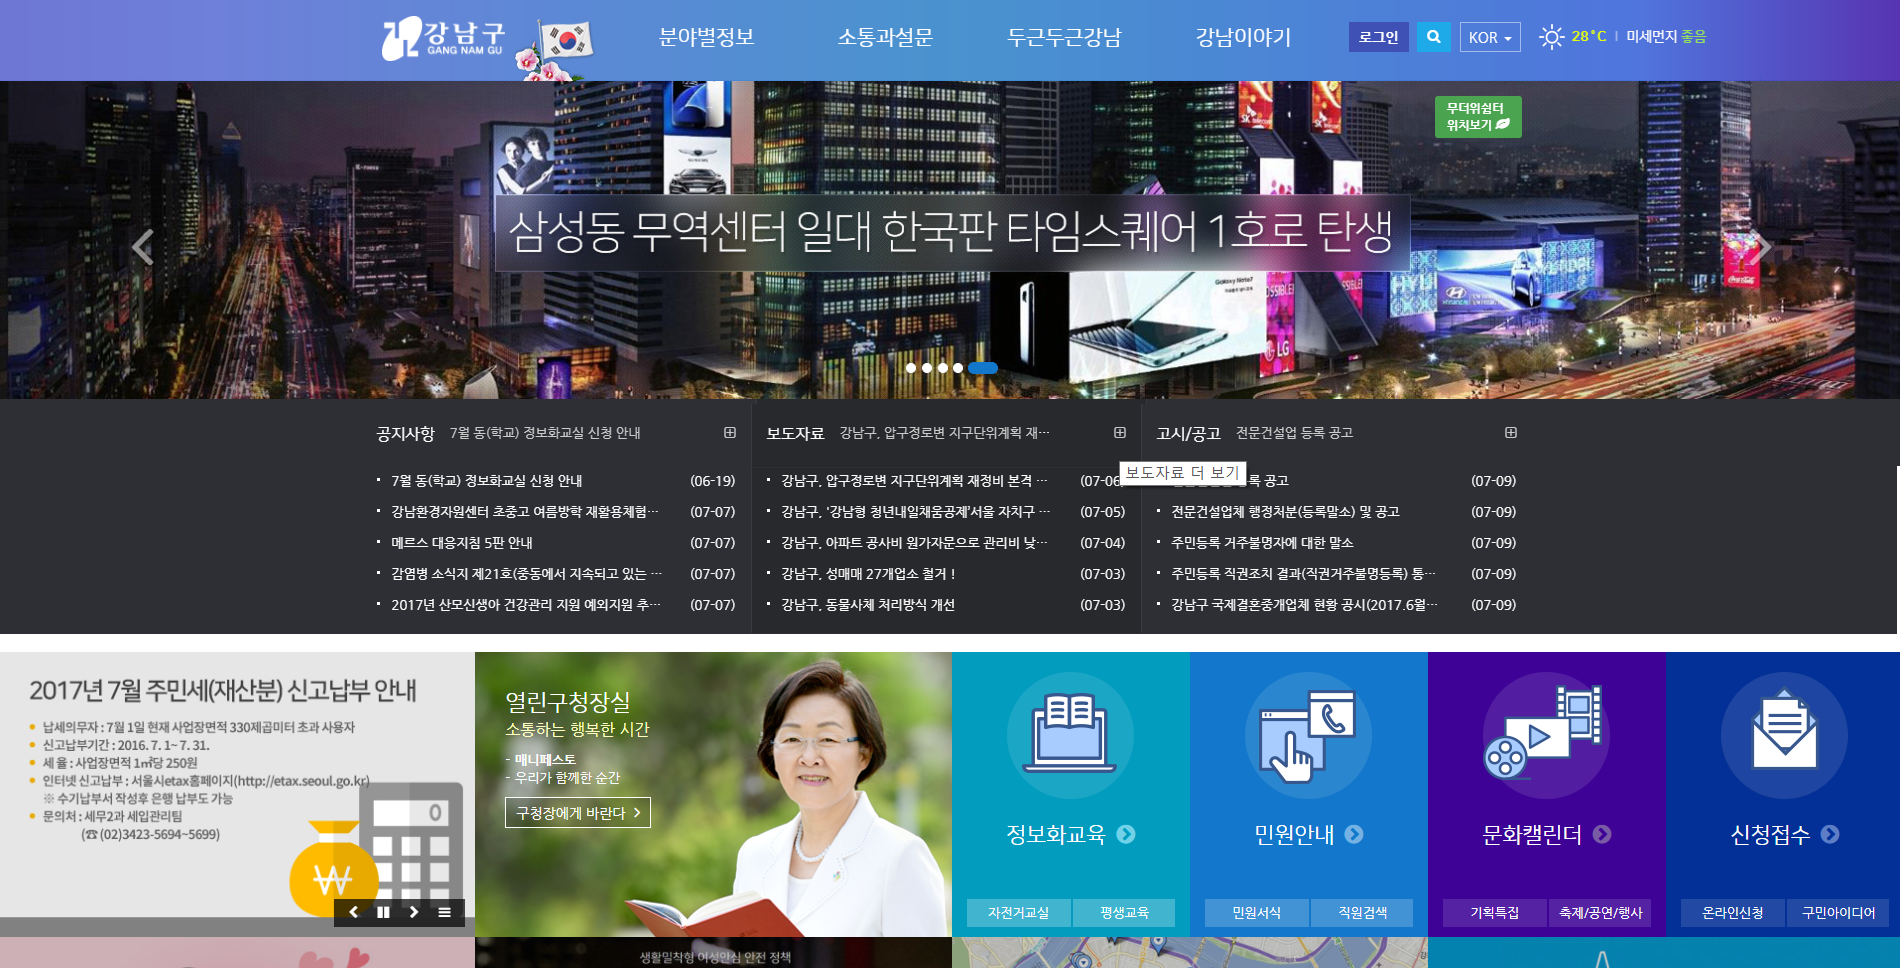 강남구
GANG NAM GU
분야별정보
소통과설문
두근두근강남
강남이야기
로그인
KOR
28°C
미세먼지 좋음
무더위쉼터
위치보기
삼성동 무역센터 일대 한국판 타임스퀘어 1호로 탄생
Galaxy Note7
HYUNDAI
LG
공지사항 7월 동(학교) 정보화교실 신청 안내
7월 동(학교) 정보화교실 신청 안내 (06-19)
강남환경자원센터 초중고 여름방학 재활용체험… (07-07)
메르스 대응지침 5판 안내 (07-07)
감염병 소식지 제21호(중동에서 지속되고 있는 … (07-07)
2017년 산모신생아 건강관리 지원 예외지원 추… (07-07)
보도자료 강남구, 압구정로변 지구단위계획 재…
강남구, 압구정로변 지구단위계획 재정비 본격 … (07-06)
강남구, '강남형 청년내일채움공제'서울 자치구 … (07-05)
강남구, 아파트 공사비 원가자문으로 관리비 낮… (07-04)
강남구, 성매매 27개업소 철거 ! (07-03)
강남구, 동물사체 처리방식 개선 (07-03)
보도자료 더 보기
고시/공고 전문건설업 등록 공고
록 공고 (07-09)
전문건설업체 행정처분(등록말소) 및 공고 (07-09)
주민등록 거주불명자에 대한 말소 (07-09)
주민등록 직권조치 결과(직권거주불명등록) 통… (07-09)
강남구 국제결혼중개업체 현황 공시(2017.6월… (07-09)
2017년 7월 주민세(재산분) 신고납부 안내
납세의무자 : 7월 1일 현재 사업장면적 330제곱미터 초과 사용자
신고납부기간 : 2016. 7. 1~ 7. 31.
세 율 : 사업장면적 1㎡당 250원
인터넷 신고납부 : 서울시etax홈페이지(http://etax.seoul.go.kr)
※ 수기납부서 작성후 은행 납부도 가능
문의처 : 세무2과 세입관리팀
(☎ (02)3423-5694~5699)
0
₩
열린구청장실
소통하는 행복한 시간
- 매니페스토
- 우리가 함께한 순간
구청장에게 바란다
정보화교육
자전거교실
평생교육
민원안내
민원서식
직원검색
문화캘린더
기획특집
축제/공연/행사
신청접수
온라인신청
구민아이디어
생활밀착형 여성안심 안전 정책